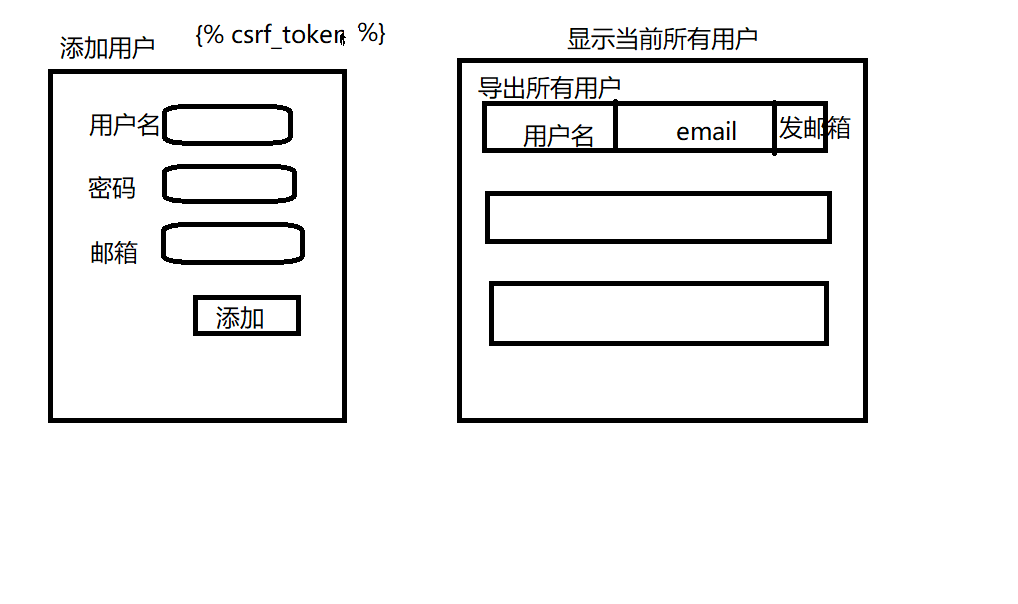 添加用户
{% csrf_token %}
用户名
密码
邮箱
添加
显示当前所有用户
导出所有用户
用户名 email 发邮箱